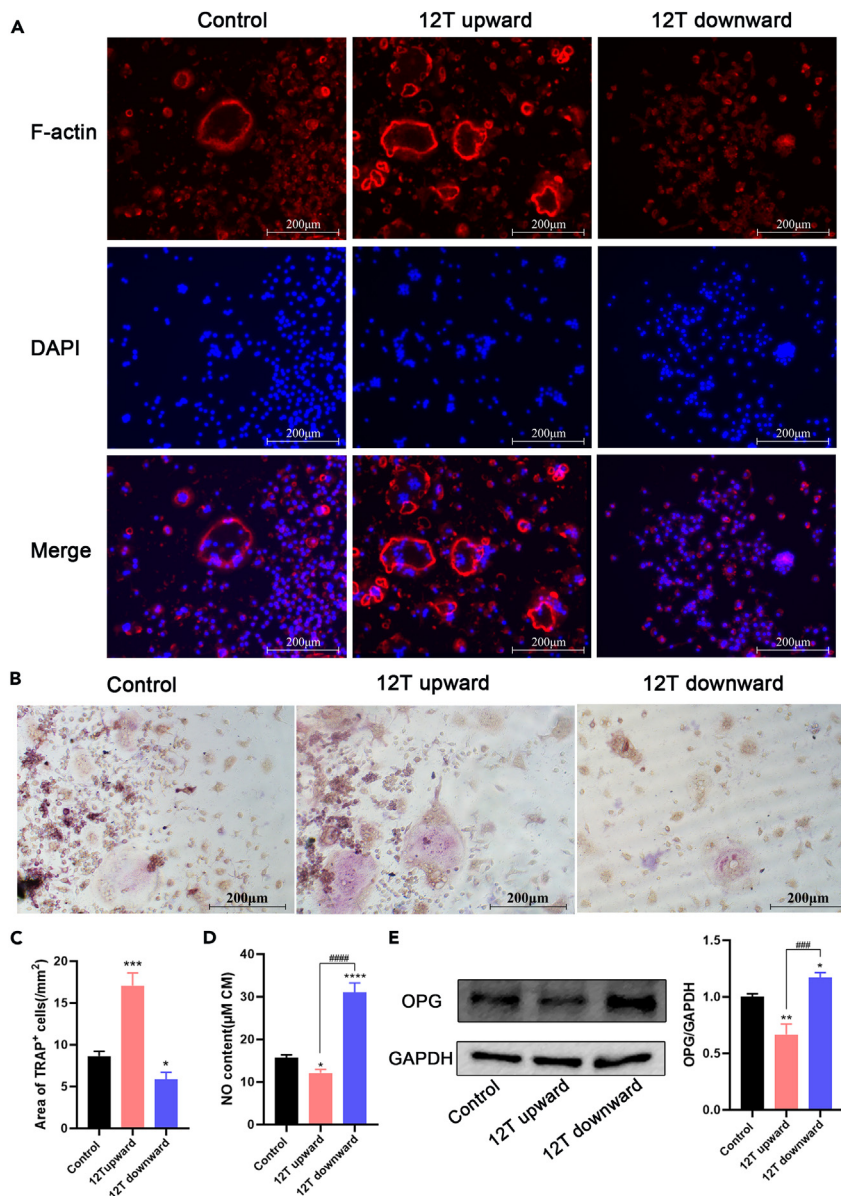 A
Control 12T upward 12T downward
F-actin
200μm 200μm 200μm
DAPI
200μm 200μm 200μm
Merge
200μm 200μm 200μm
B
Control 12T upward 12T downward
200μm 200μm 200μm
C
Area of TRAP⁺ cells(/mm²)
20
15
10
5
0
***
*
Control
12Tupward
12T downward
D
NO content(μM CM)
40
30
20
10
0
####
****
*
Control
12T upward
12T downward
E
OPG
GAPDH
Control
12T upward
12T downward
OPG/GAPDH
1.5
1.0
0.5
0.0
###
*
**
Control
12T upward
12T downward